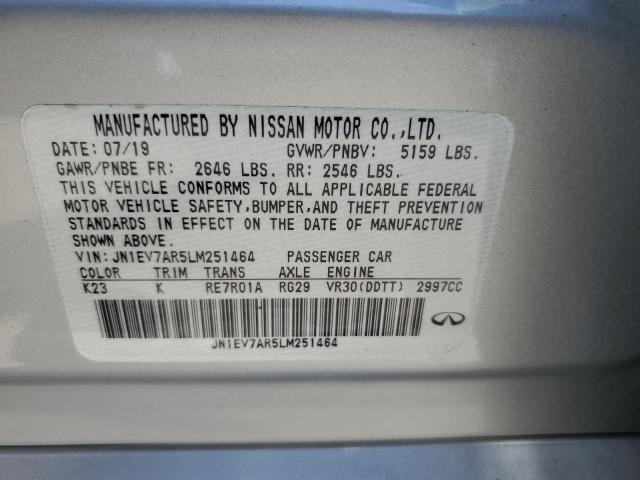 MANUFACTURED BY NISSAN MOTOR CO.,LTD.
DATE: 07/19 GVWR/PNBV: 5159 LBS.
GAWR/PNBE FR: 2646 LBS. RR: 2546 LBS.
THIS VEHICLE CONFORMS TO ALL APPLICABLE FEDERAL
MOTOR VEHICLE SAFETY,BUMPER,AND THEFT PREVENTION
STANDARDS IN EFFECT ON THE DATE OF MANUFACTURE
SHOWN ABOVE.
VIN: JN1EV7AR5LM251464 PASSENGER CAR
COLOR TRIM TRANS AXLE ENGINE
K23 K RE7R01A RG29 VR30(DDTT) 2997CC
JN1EV7AR5LM251464